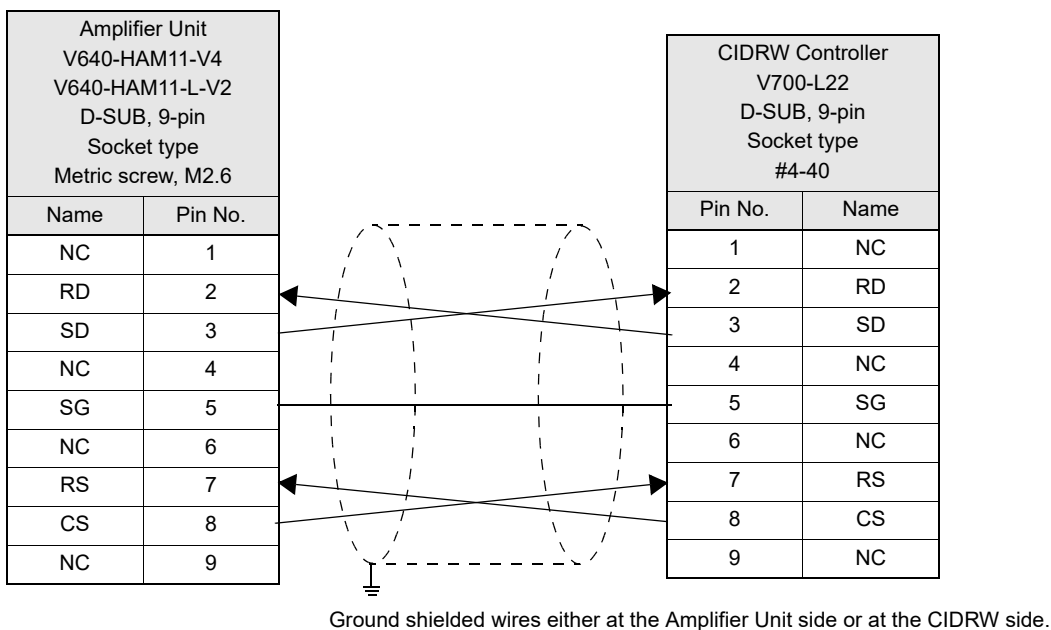 Amplifier Unit
V640-HAM11-V4
V640-HAM11-L-V2
D-SUB, 9-pin
Socket type
Metric screw, M2.6
Name Pin No.
NC 1
RD 2
SD 3
NC 4
SG 5
NC 6
RS 7
CS 8
NC 9
CIDRW Controller
V700-L22
D-SUB, 9-pin
Socket type
#4-40
Pin No. Name
1 NC
2 RD
3 SD
4 NC
5 SG
6 NC
7 RS
8 CS
9 NC
Ground shielded wires either at the Amplifier Unit side or at the CIDRW side.